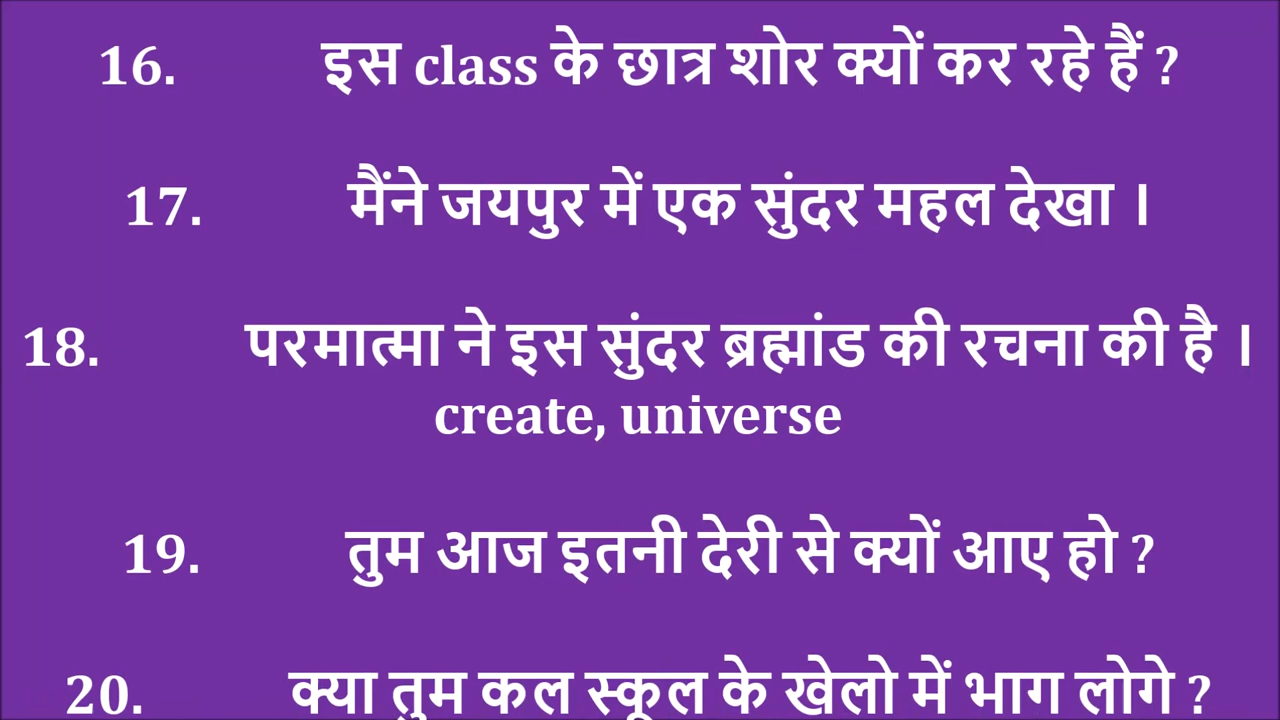 16. इस class के छात्र शोर क्यों कर रहे हैं ?
17. मैंने जयपुर में एक सुंदर महल देखा ।
18. परमात्मा ने इस सुंदर ब्रह्मांड की रचना की है ।
create, universe
19. तुम आज इतनी देरी से क्यों आए हो ?
20. क्या तुम कल स्कूल के खेलो में भाग लोगे ?